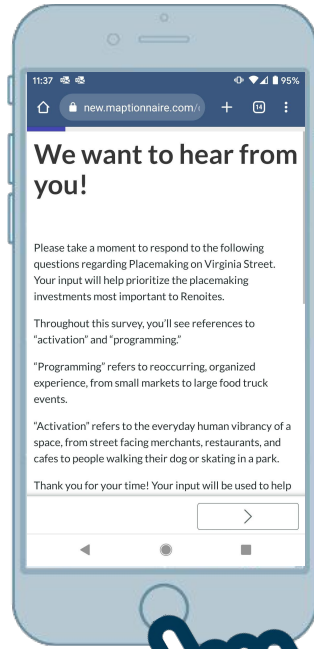 11:37 95%
new.maptionnaire.com/ 14
We want to hear from
you!
Please take a moment to respond to the following
questions regarding Placemaking on Virginia Street.
Your input will help prioritize the placemaking
investments most important to Renoites.
Throughout this survey, you'll see references to
"activation" and "programming."
"Programming" refers to reoccurring, organized
experience, from small markets to large food truck
events.
"Activation" refers to the everyday human vibrancy of a
space, from street facing merchants, restaurants, and
cafes to people walking their dog or skating in a park.
Thank you for your time! Your input will be used to help